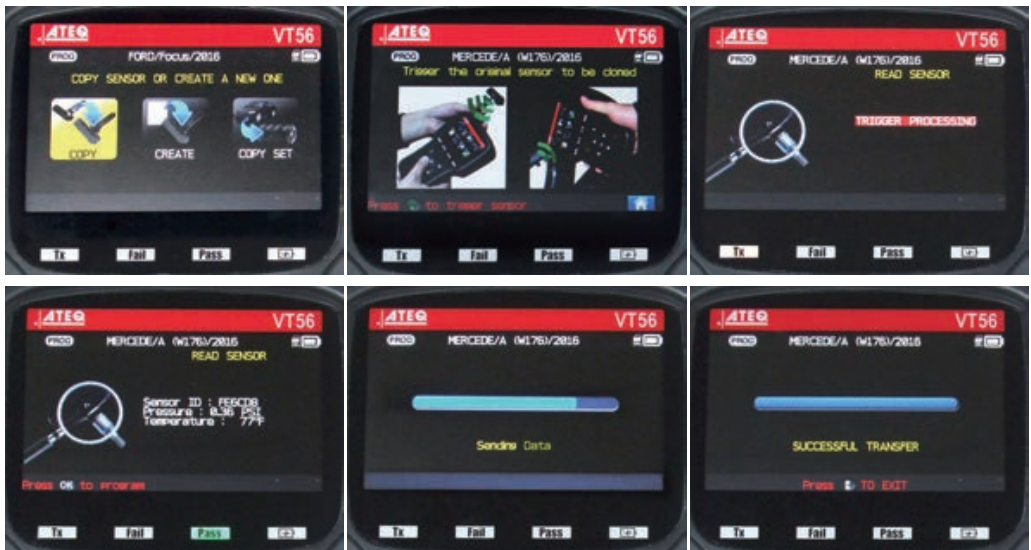 ATEQ VT56
PROG FORD/Focus/2016
COPY SENSOR OR CREATE A NEW ONE
COPY CREATE COPY SET
Tx Fail Pass
ATEQ VT56
PROG MERCEDE/A (W176)/2016
Trigger the original sensor to be cloned
Press to trigger sensor
Tx Fail Pass
ATEQ VT56
PROG MERCEDE/A (W176)/2016
READ SENSOR
TRIGGER PROCESSING
Tx Fail Pass
ATEQ VT56
PROG MERCEDE/A (W176)/2016
READ SENSOR
Sensor ID : FE6CD8
Pressure : 0.36 PSI
Temperature : 77°F
Press OK to program
Tx Fail Pass
ATEQ VT56
PROG MERCEDE/A (W176)/2016
Sending Data
Tx Fail Pass
ATEQ VT56
PROG MERCEDE/A (W176)/2016
SUCCESSFUL TRANSFER
Press TO EXIT
Tx Fail Pass